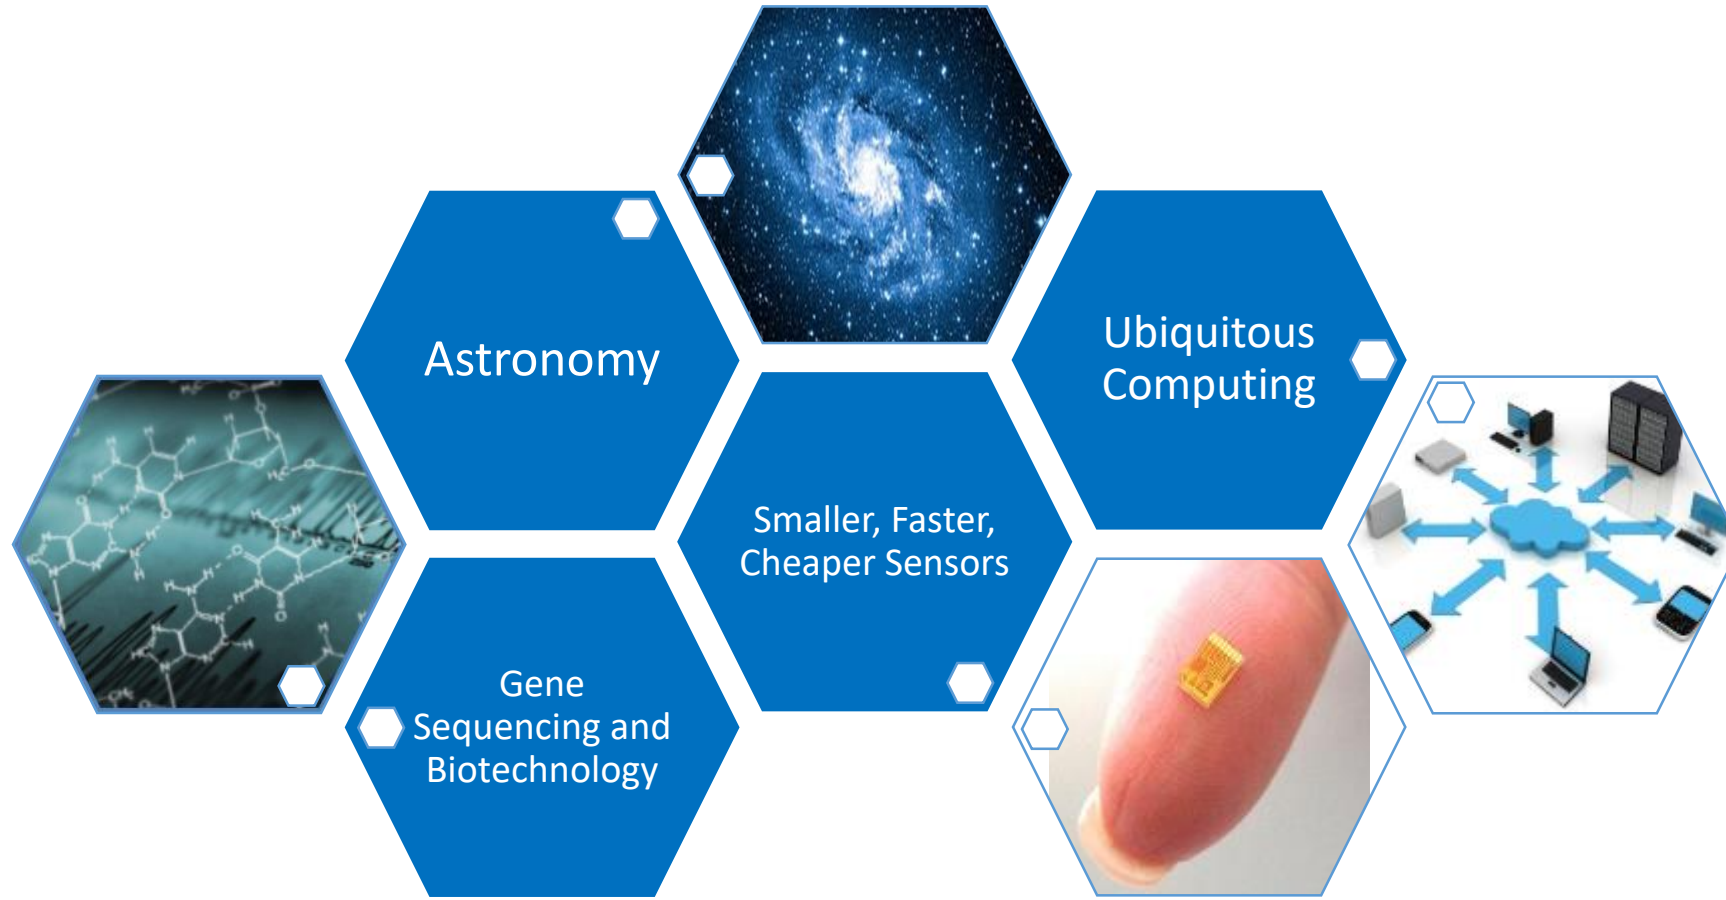 Astronomy
Ubiquitous
Computing
Smaller, Faster,
Cheaper Sensors
Gene
Sequencing and
Biotechnology